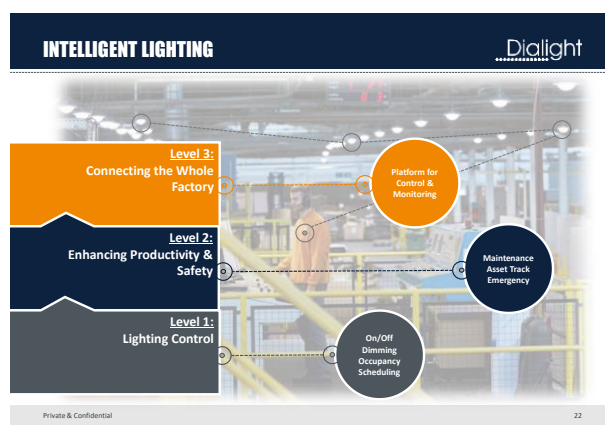 INTELLIGENT LIGHTING
Dialight
Level 3:
Connecting the Whole
Factory
Platform for
Control &
Monitoring
Level 2:
Enhancing Productivity &
Safety
Maintenance
Asset Track
Emergency
Level 1:
Lighting Control
On/Off
Dimming
Occupancy
Scheduling
Private & Confidential
22